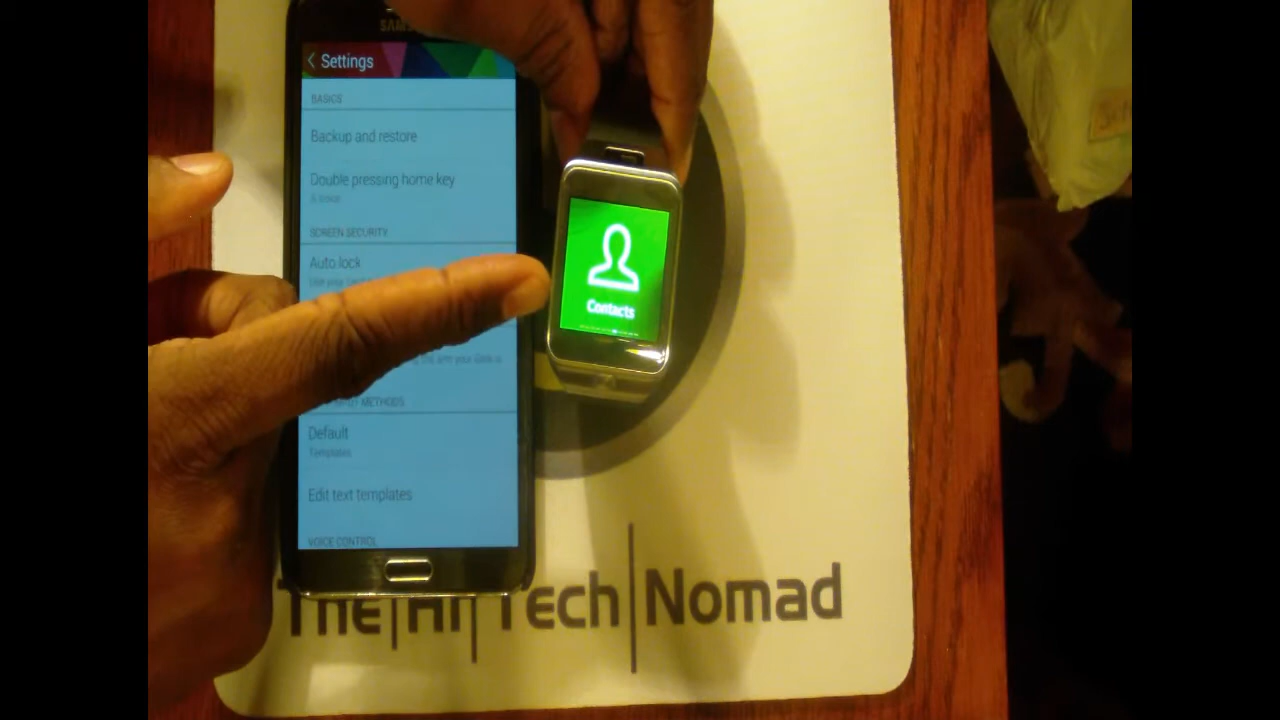 Settings
BASICS
Backup and restore
Double pressing home key
SCREEN SECURITY
Auto lock
METHODS
Default
Templates
Edit text templates
VOICE CONTROL
Contacts
The Hi Tech Nomad